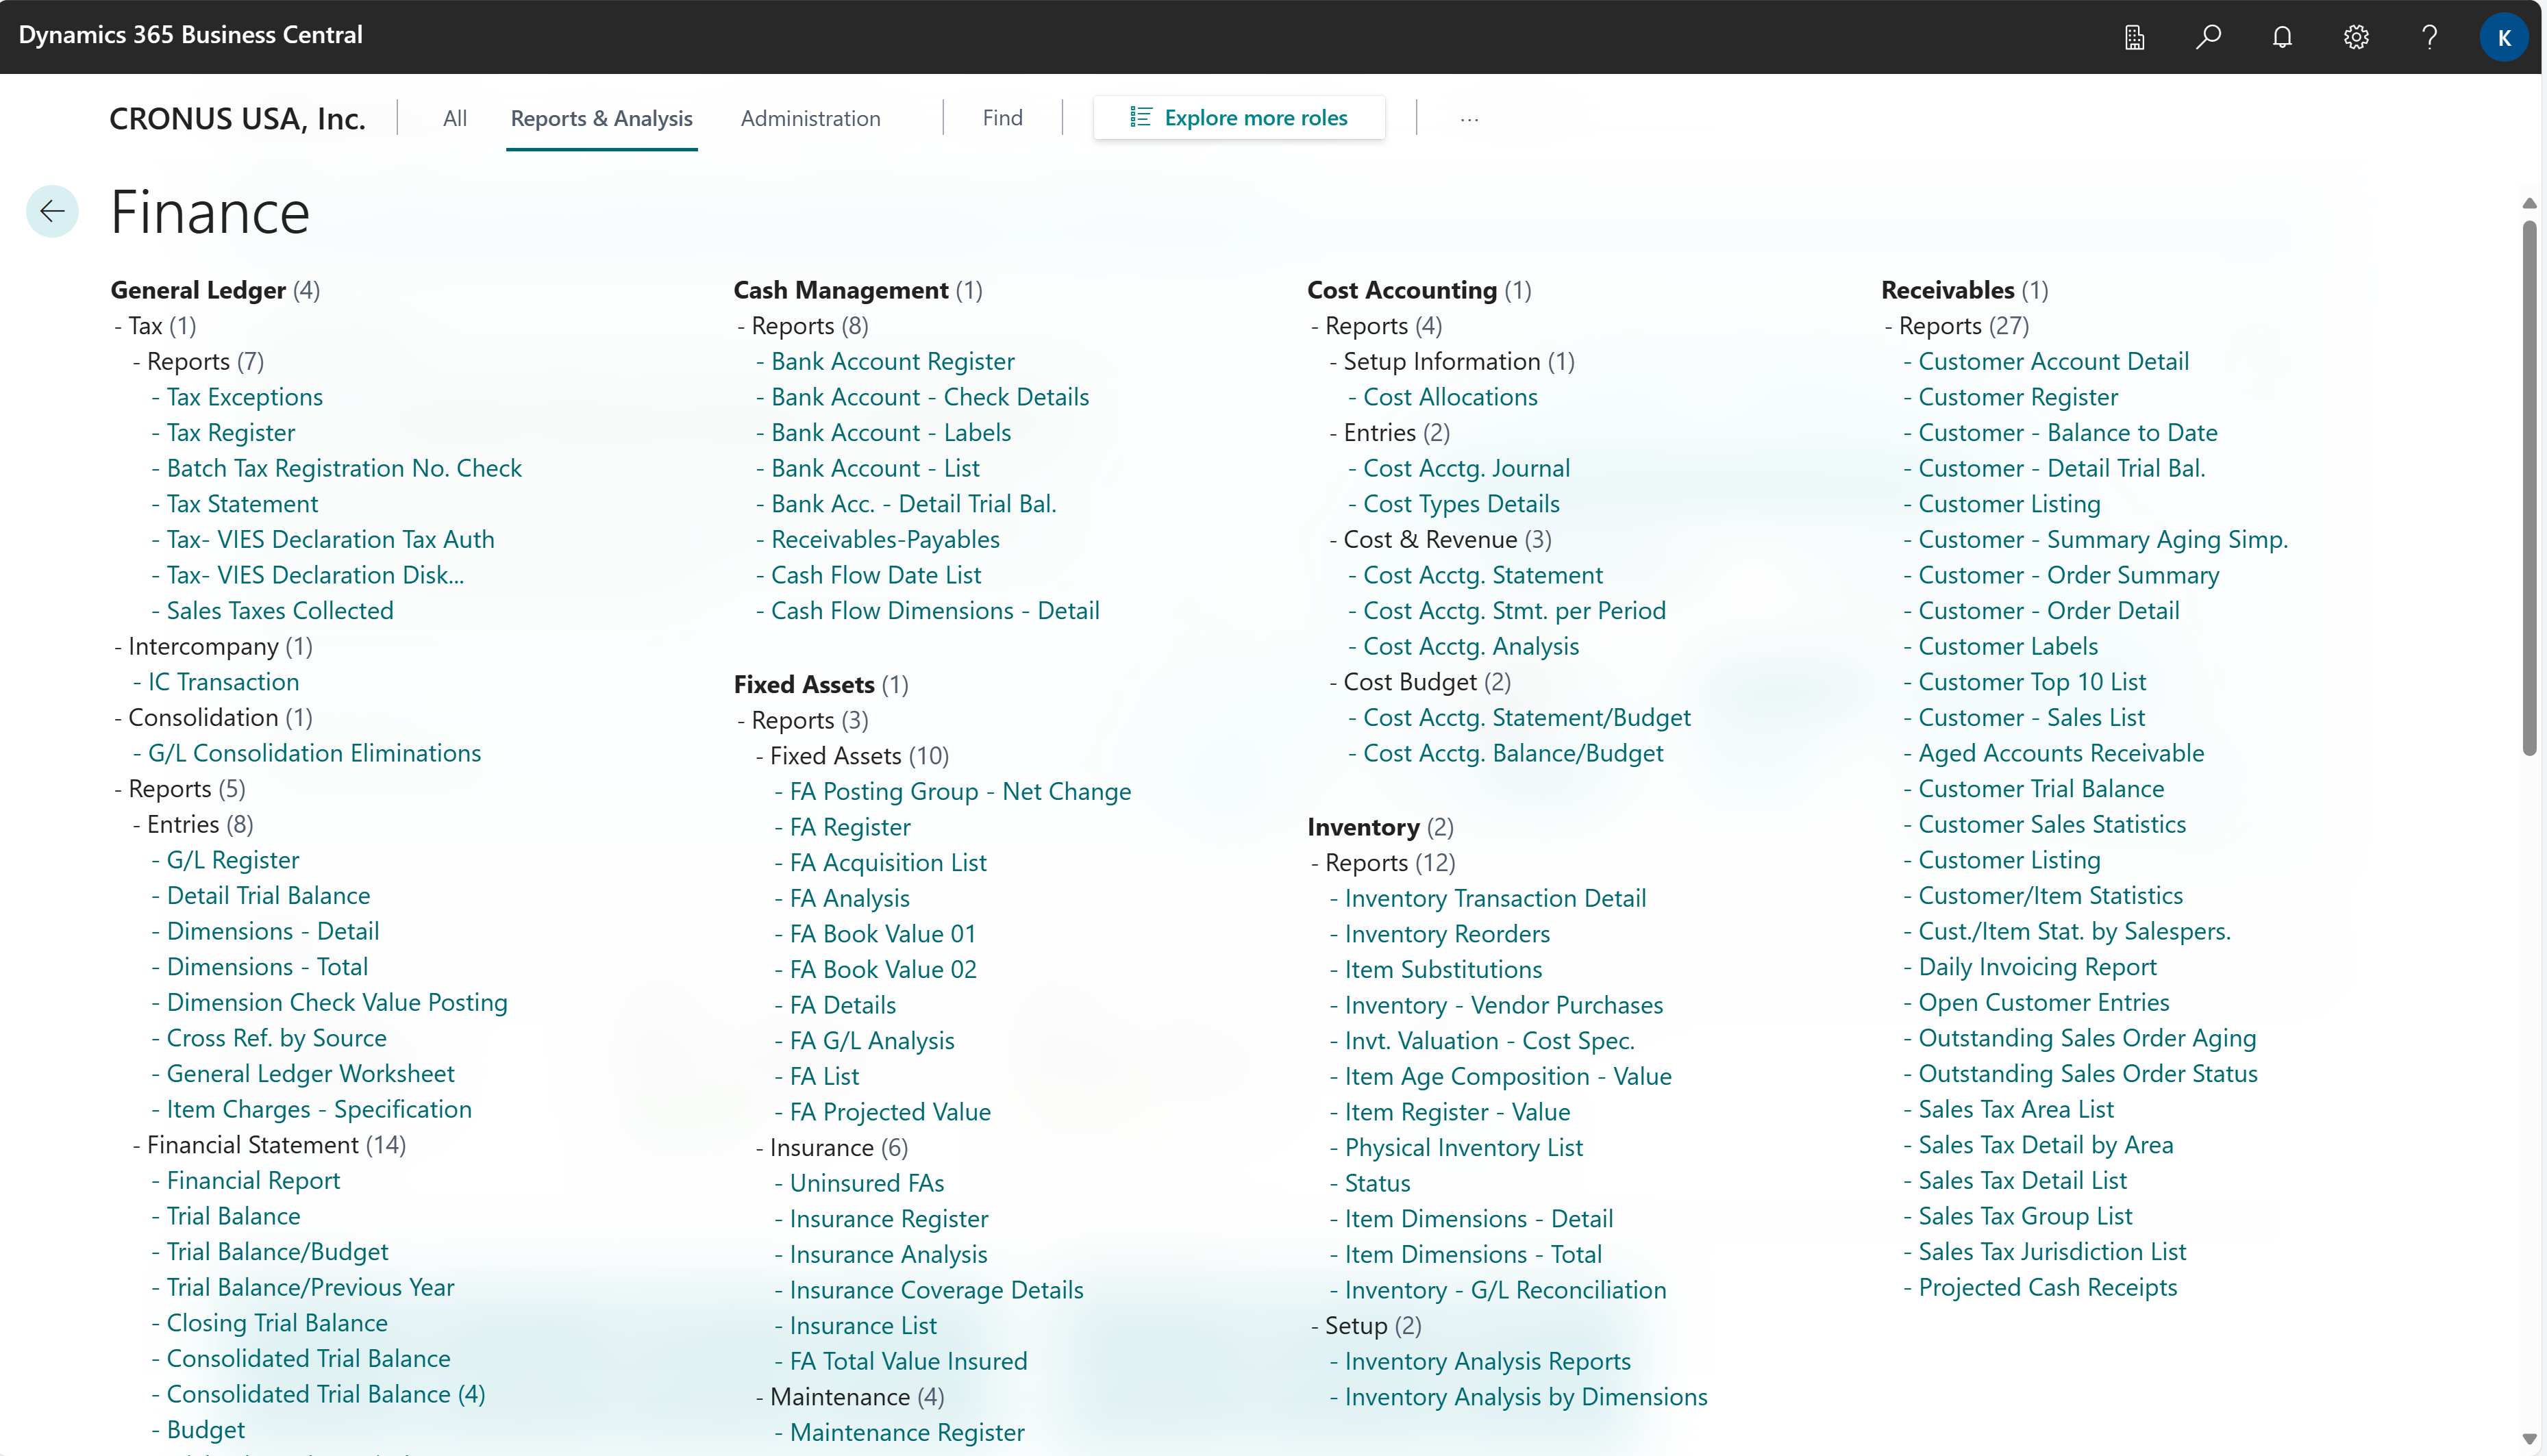 Dynamics 365 Business Central
K
CRONUS USA, Inc.
All
Reports & Analysis
Administration
Find
Explore more roles
...
Finance
General Ledger (4)
- Tax (1)
- Reports (7)
- Tax Exceptions
- Tax Register
- Batch Tax Registration No. Check
- Tax Statement
- Tax- VIES Declaration Tax Auth
- Tax- VIES Declaration Disk...
- Sales Taxes Collected
- Intercompany (1)
- IC Transaction
- Consolidation (1)
- G/L Consolidation Eliminations
- Reports (5)
- Entries (8)
- G/L Register
- Detail Trial Balance
- Dimensions - Detail
- Dimensions - Total
- Dimension Check Value Posting
- Cross Ref. by Source
- General Ledger Worksheet
- Item Charges - Specification
- Financial Statement (14)
- Financial Report
- Trial Balance
- Trial Balance/Budget
- Trial Balance/Previous Year
- Closing Trial Balance
- Consolidated Trial Balance
- Consolidated Trial Balance (4)
- Budget
Cash Management (1)
- Reports (8)
- Bank Account Register
- Bank Account - Check Details
- Bank Account - Labels
- Bank Account - List
- Bank Acc. - Detail Trial Bal.
- Receivables-Payables
- Cash Flow Date List
- Cash Flow Dimensions - Detail
Fixed Assets (1)
- Reports (3)
- Fixed Assets (10)
- FA Posting Group - Net Change
- FA Register
- FA Acquisition List
- FA Analysis
- FA Book Value 01
- FA Book Value 02
- FA Details
- FA G/L Analysis
- FA List
- FA Projected Value
- Insurance (6)
- Uninsured FAs
- Insurance Register
- Insurance Analysis
- Insurance Coverage Details
- Insurance List
- FA Total Value Insured
- Maintenance (4)
- Maintenance Register
Cost Accounting (1)
- Reports (4)
- Setup Information (1)
- Cost Allocations
- Entries (2)
- Cost Acctg. Journal
- Cost Types Details
- Cost & Revenue (3)
- Cost Acctg. Statement
- Cost Acctg. Stmt. per Period
- Cost Acctg. Analysis
- Cost Budget (2)
- Cost Acctg. Statement/Budget
- Cost Acctg. Balance/Budget
Inventory (2)
- Reports (12)
- Inventory Transaction Detail
- Inventory Reorders
- Item Substitutions
- Inventory - Vendor Purchases
- Invt. Valuation - Cost Spec.
- Item Age Composition - Value
- Item Register - Value
- Physical Inventory List
- Status
- Item Dimensions - Detail
- Item Dimensions - Total
- Inventory - G/L Reconciliation
- Setup (2)
- Inventory Analysis Reports
- Inventory Analysis by Dimensions
Receivables (1)
- Reports (27)
- Customer Account Detail
- Customer Register
- Customer - Balance to Date
- Customer - Detail Trial Bal.
- Customer Listing
- Customer - Summary Aging Simp.
- Customer - Order Summary
- Customer - Order Detail
- Customer Labels
- Customer Top 10 List
- Customer - Sales List
- Aged Accounts Receivable
- Customer Trial Balance
- Customer Sales Statistics
- Customer Listing
- Customer/Item Statistics
- Cust./Item Stat. by Salespers.
- Daily Invoicing Report
- Open Customer Entries
- Outstanding Sales Order Aging
- Outstanding Sales Order Status
- Sales Tax Area List
- Sales Tax Detail by Area
- Sales Tax Detail List
- Sales Tax Group List
- Sales Tax Jurisdiction List
- Projected Cash Receipts